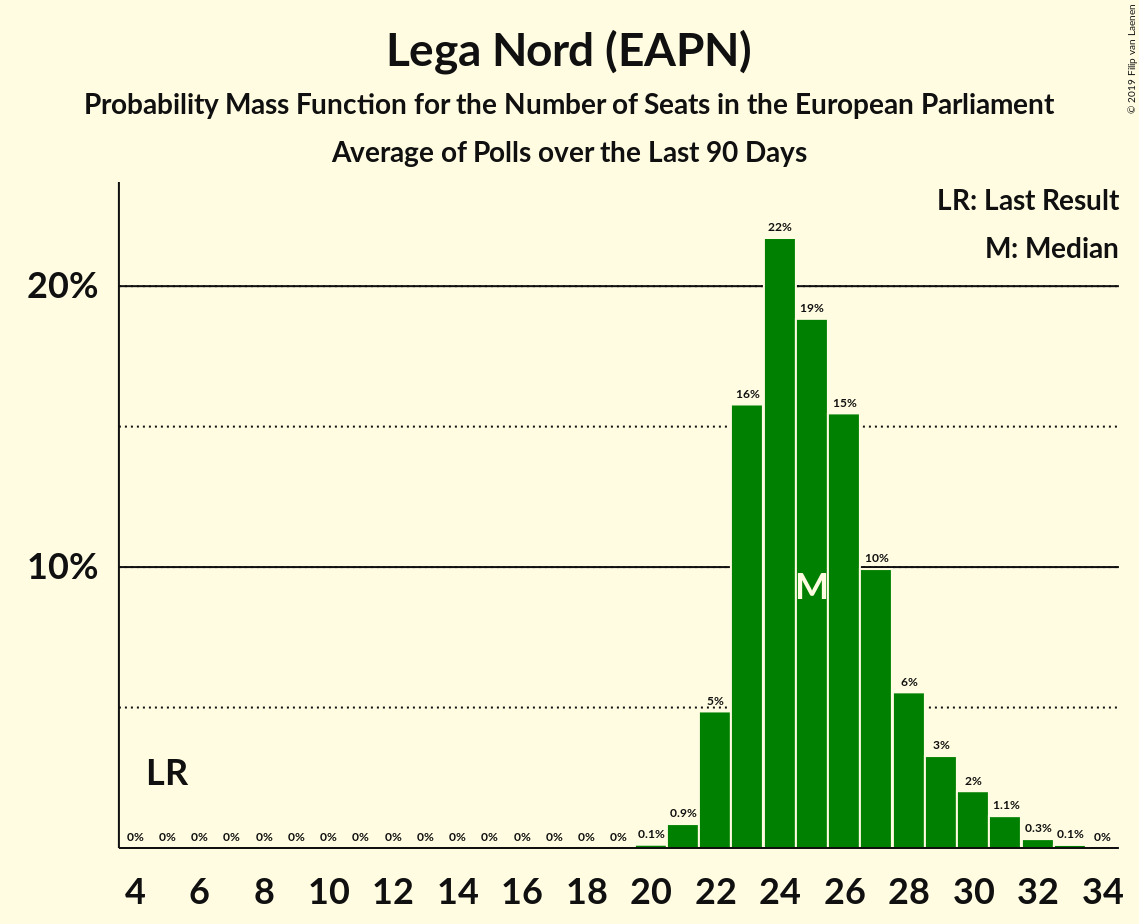 Lega Nord (EAPN)
Probability Mass Function for the Number of Seats in the European Parliament
Average of Polls over the Last 90 Days
© 2019 Filip van Laenen
LR: Last Result
M: Median
22%
20%
19%
16%
15%
10%
10%
M
6%
5%
3%
LR
2%
1.1%
0.9%
0% 0% 0% 0% 0% 0% 0% 0% 0% 0% 0% 0% 0% 0% 0% 0% 0.1% 0.3% 0.1% 0%
4 6 8 10 12 14 16 18 20 22 24 26 28 30 32 34